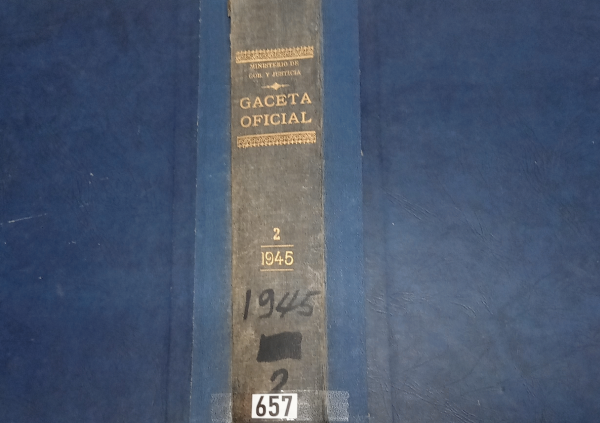 MINISTERIO DE
GOB. Y JUSTICIA
GACETA
OFICIAL
2
1945
1945
2
657